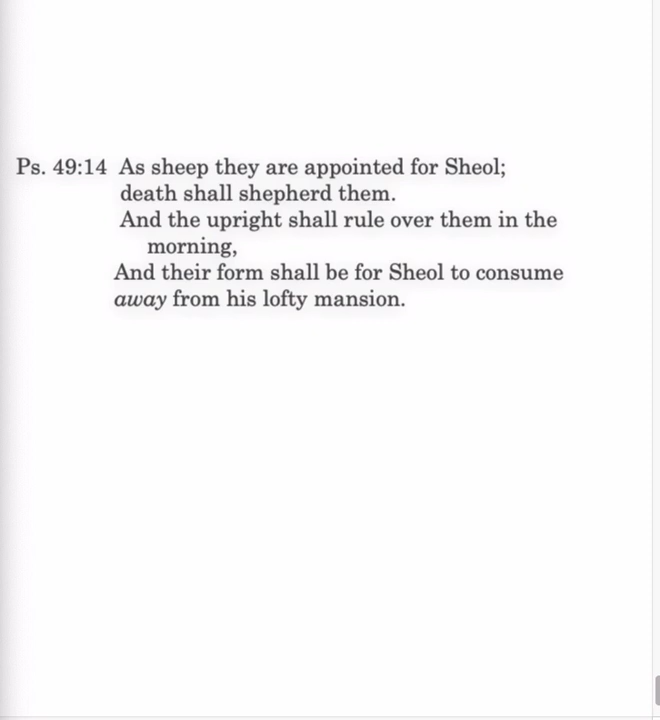 Ps. 49:14 As sheep they are appointed for Sheol;
death shall shepherd them.
And the upright shall rule over them in the
morning,
And their form shall be for Sheol to consume
away from his lofty mansion.